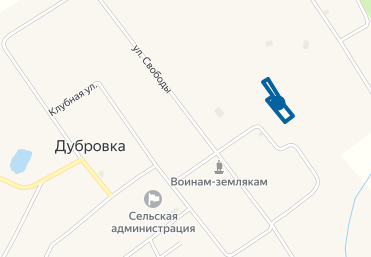 ул. Свободы
Клубная ул.
Дубровка
Воинам-землякам
Сельская
администрация